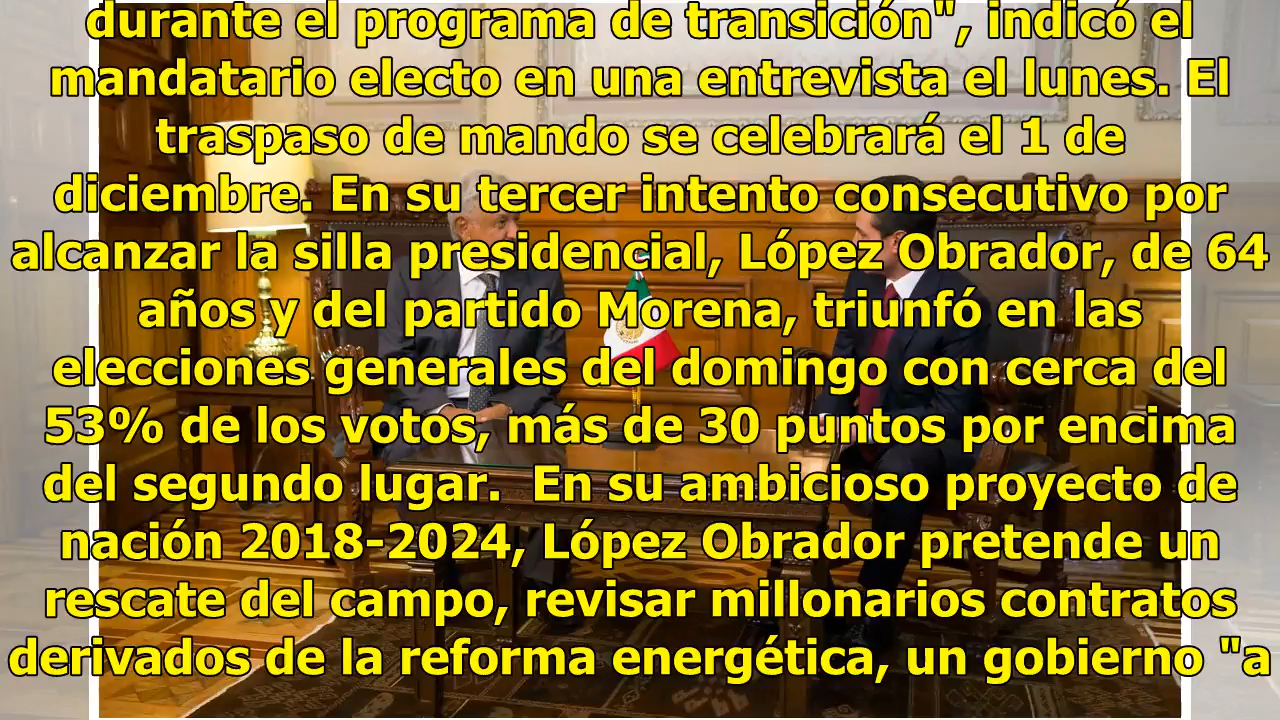 durante el programa de transición", indicó el
mandatario electo en una entrevista el lunes. El
traspaso de mando se celebrará el 1 de
diciembre. En su tercer intento consecutivo por
alcanzar la silla presidencial, López Obrador, de 64
años y del partido Morena, triunfó en las
elecciones generales del domingo con cerca del
53% de los votos, más de 30 puntos por encima
del segundo lugar.  En su ambicioso proyecto de
nación 2018-2024, López Obrador pretende un
rescate del campo, revisar millonarios contratos
derivados de la reforma energética, un gobierno "a